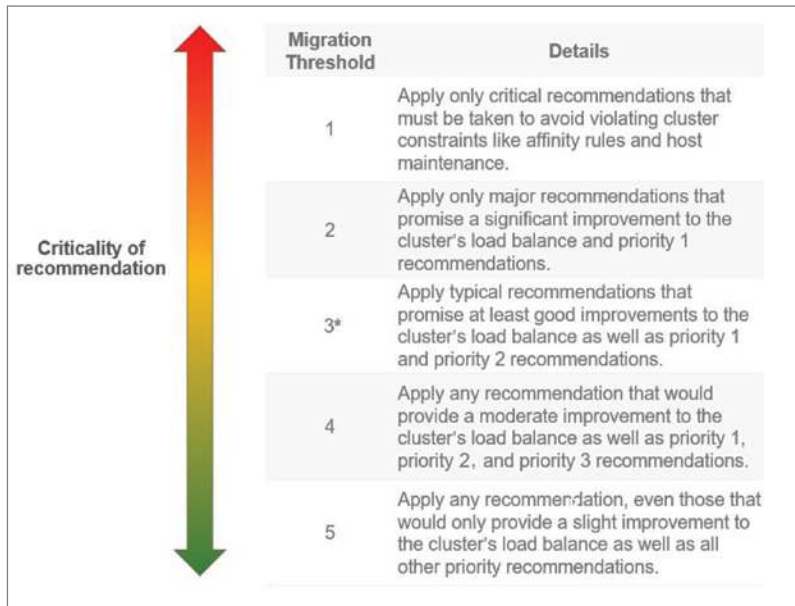 Migration
Threshold
Details
Criticality of
recommendation
1
Apply only critical recommendations that
must be taken to avoid violating cluster
constraints like affinity rules and host
maintenance.
2
Apply only major recommendations that
promise a significant improvement to the
cluster's load balance and priority 1
recommendations.
3*
Apply typical recommendations that
promise at least good improvements to the
cluster's load balance as well as priority 1
and priority 2 recommendations.
4
Apply any recommendation that would
provide a moderate improvement to the
cluster's load balance as well as priority 1,
priority 2, and priority 3 recommendations.
5
Apply any recommendation, even those that
would only provide a slight improvement to
the cluster's load balance as well as all
other priority recommendations.